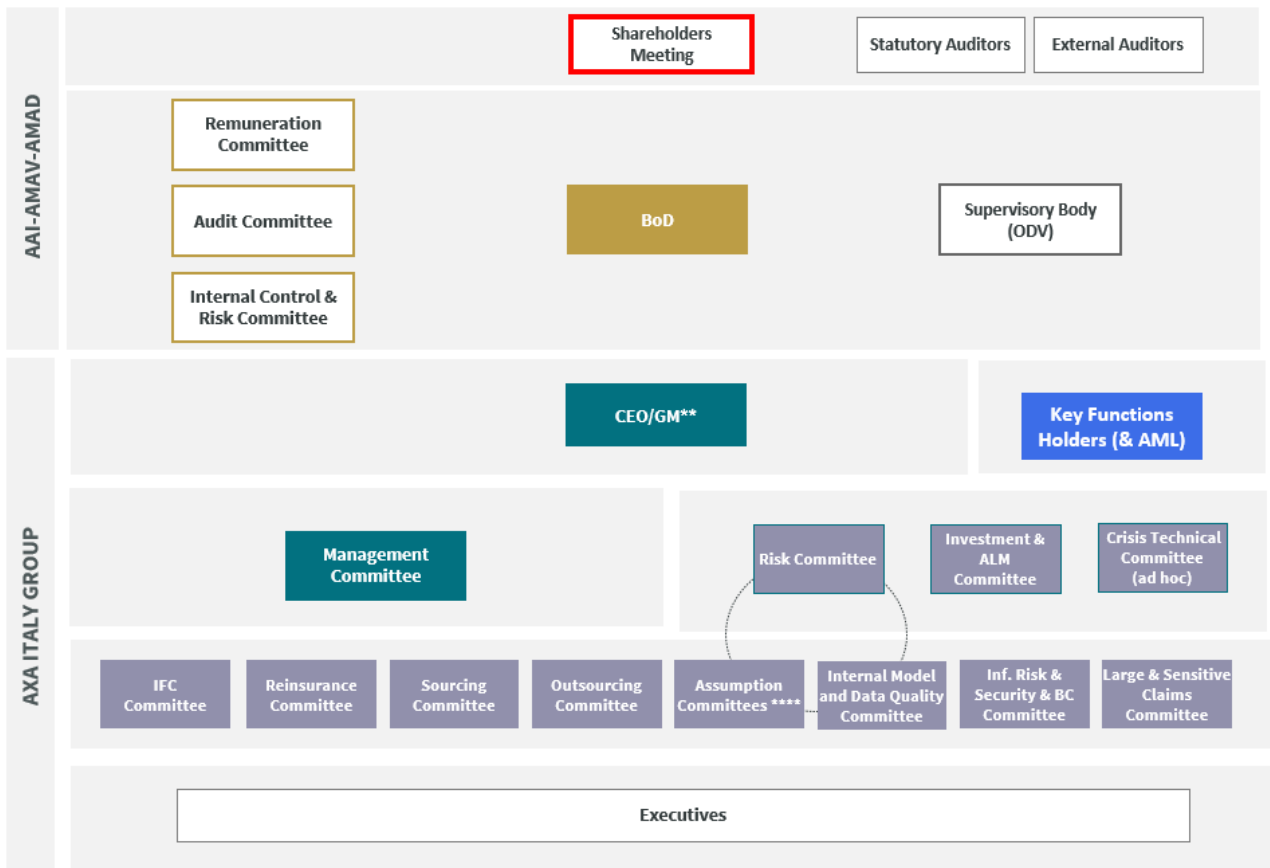 AAI-AMAV-AMAD
Shareholders
Meeting
Statutory Auditors
External Auditors
Remuneration
Committee
Audit Committee
Internal Control &
Risk Committee
BoD
Supervisory Body
(ODV)
AXA ITALY GROUP
CEO/GM**
Key Functions
Holders (& AML)
Management
Committee
Risk Committee
Investment &
ALM
Committee
Crisis Technical
Committee
(ad hoc)
IFC
Committee
Reinsurance
Committee
Sourcing
Committee
Outsourcing
Committee
Assumption
Committees ****
Internal Model
and Data Quality
Committee
Inf. Risk &
Security & BC
Committee
Large & Sensitive
Claims
Committee
Executives